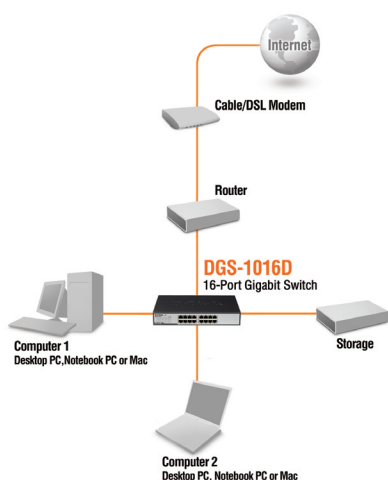 Internet
Cable/DSL Modem
Router
DGS-1016D
16-Port Gigabit Switch
Computer 1
Desktop PC,Notebook PC or Mac
Storage
Computer 2
Desktop PC, Notebook PC or Mac